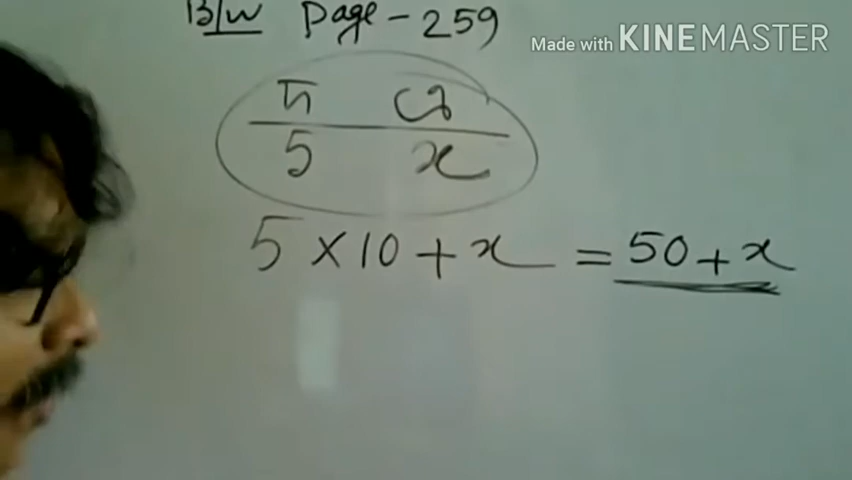 B/W Page - 259
Made with KINEMASTER
দ এ
5 x
5 × 10 + x = 50 + x